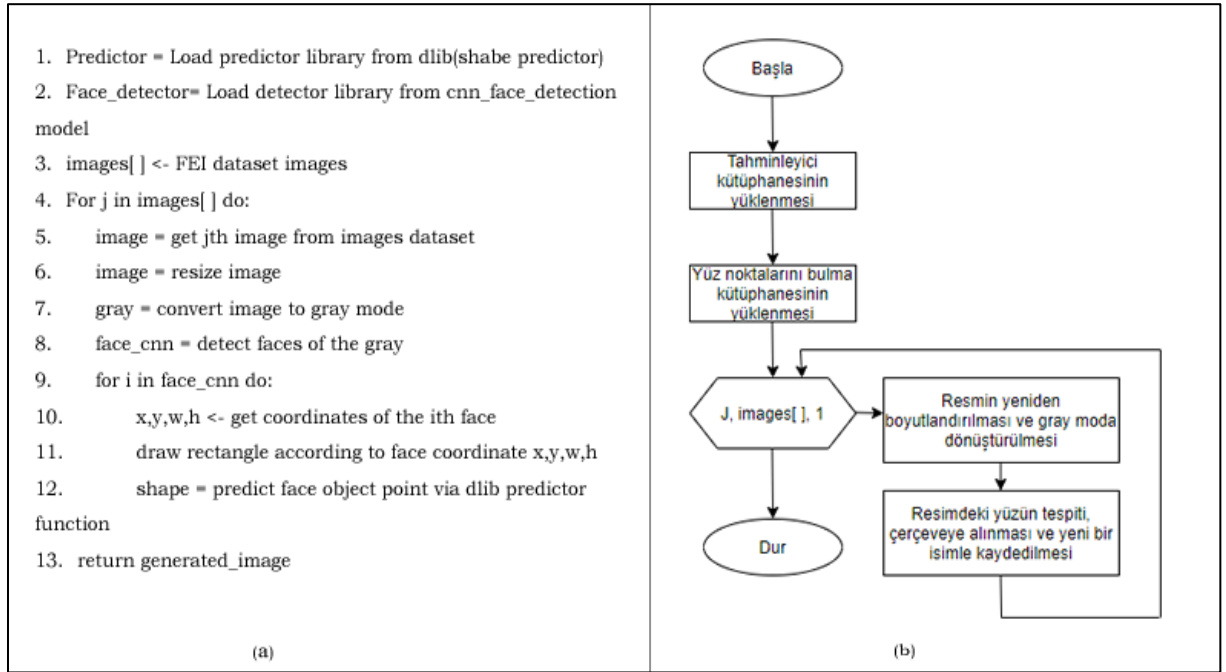 1. Predictor = Load predictor library from dlib(shabe predictor)
2. Face_detector= Load detector library from cnn_face_detection
model
3. images[ ] <- FEI dataset images
4. For j in images[ ] do:
5. image = get jth image from images dataset
6. image = resize image
7. gray = convert image to gray mode
8. face_cnn = detect faces of the gray
9. for i in face_cnn do:
10. x,y,w,h <- get coordinates of the ith face
11. draw rectangle according to face coordinate x,y,w,h
12. shape = predict face object point via dlib predictor
function
13. return generated_image
(a)
Başla
Tahminleyici
kütüphanesinin
yüklenmesi
Yüz noktalarını bulma
kütüphanesinin
yüklenmesi
J, images[ ], 1
Resmin yeniden
boyutlandırılması ve gray moda
dönüştürülmesi
Resimdeki yüzün tespiti,
çerçeveye alınması ve yeni bir
isimle kaydedilmesi
Dur
(b)